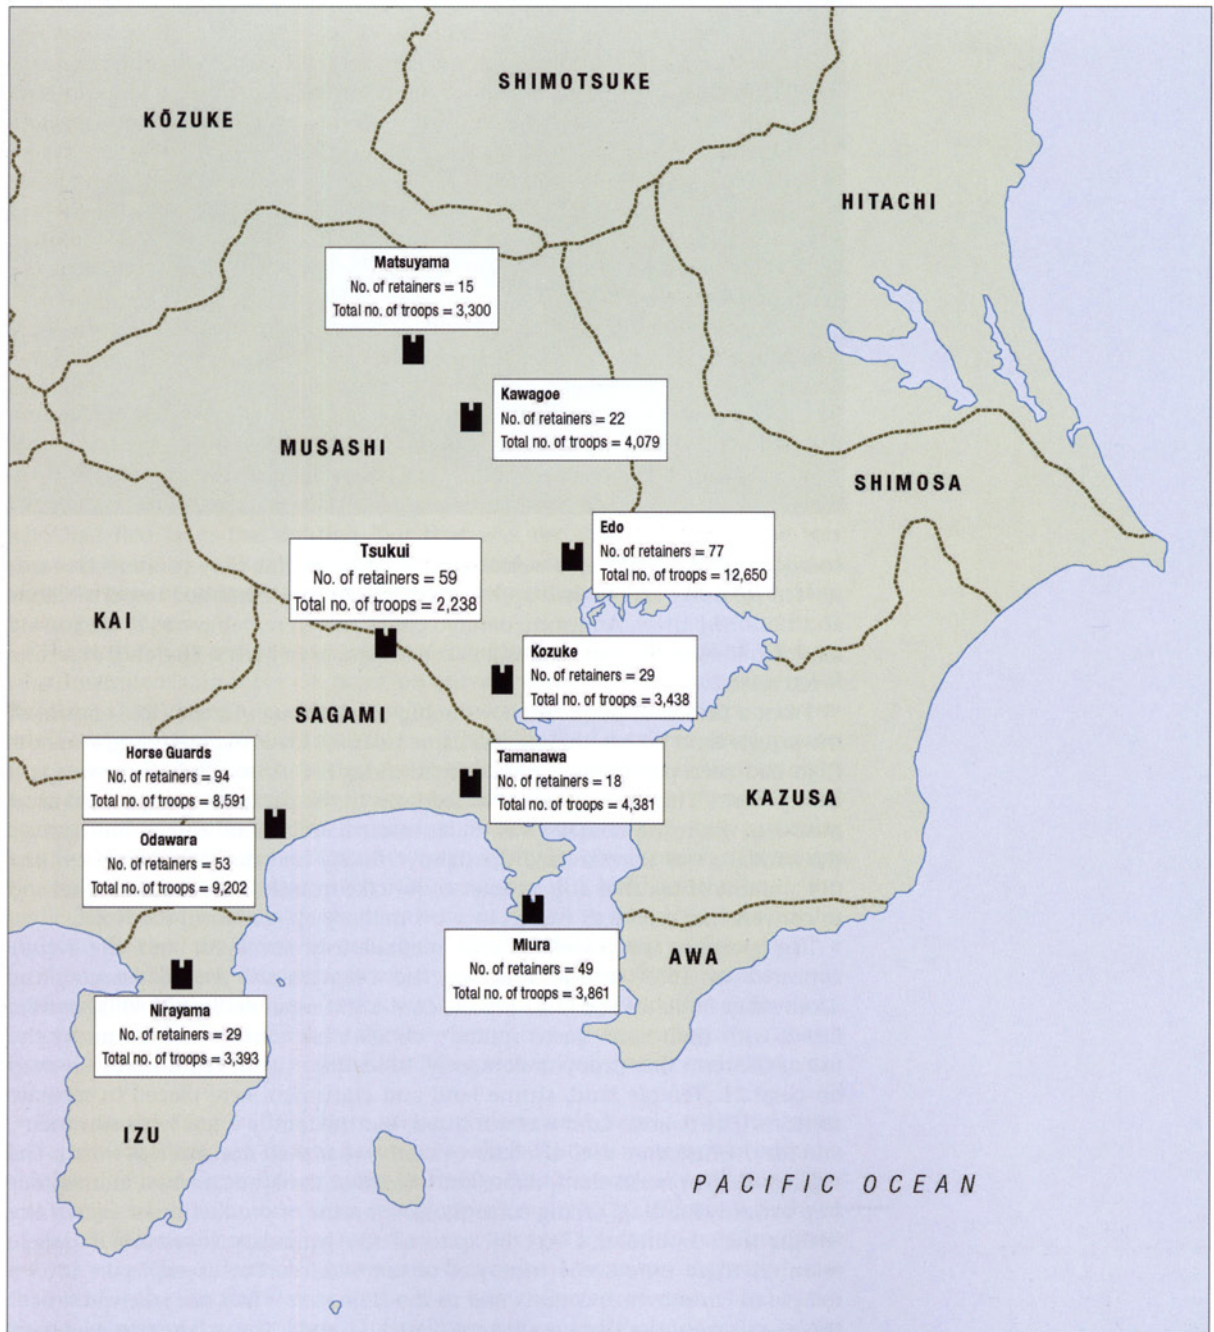 SHIMOTSUKE
KŌZUKE
HITACHI
Matsuyama
No. of retainers = 15
Total no. of troops = 3,300
Kawagoe
No. of retainers = 22
Total no. of troops = 4,079
MUSASHI
SHIMOSA
Edo
No. of retainers = 77
Total no. of troops = 12,650
Tsukui
No. of retainers = 59
Total no. of troops = 2,238
KAI
Kozuke
No. of retainers = 29
Total no. of troops = 3,438
SAGAMI
Horse Guards
No. of retainers = 94
Total no. of troops = 8,591
Tamanawa
No. of retainers = 18
Total no. of troops = 4,381
KAZUSA
Odawara
No. of retainers = 53
Total no. of troops = 9,202
Miura
No. of retainers = 49
Total no. of troops = 3,861
AWA
Nirayama
No. of retainers = 29
Total no. of troops = 3,393
IZU
PACIFIC OCEAN